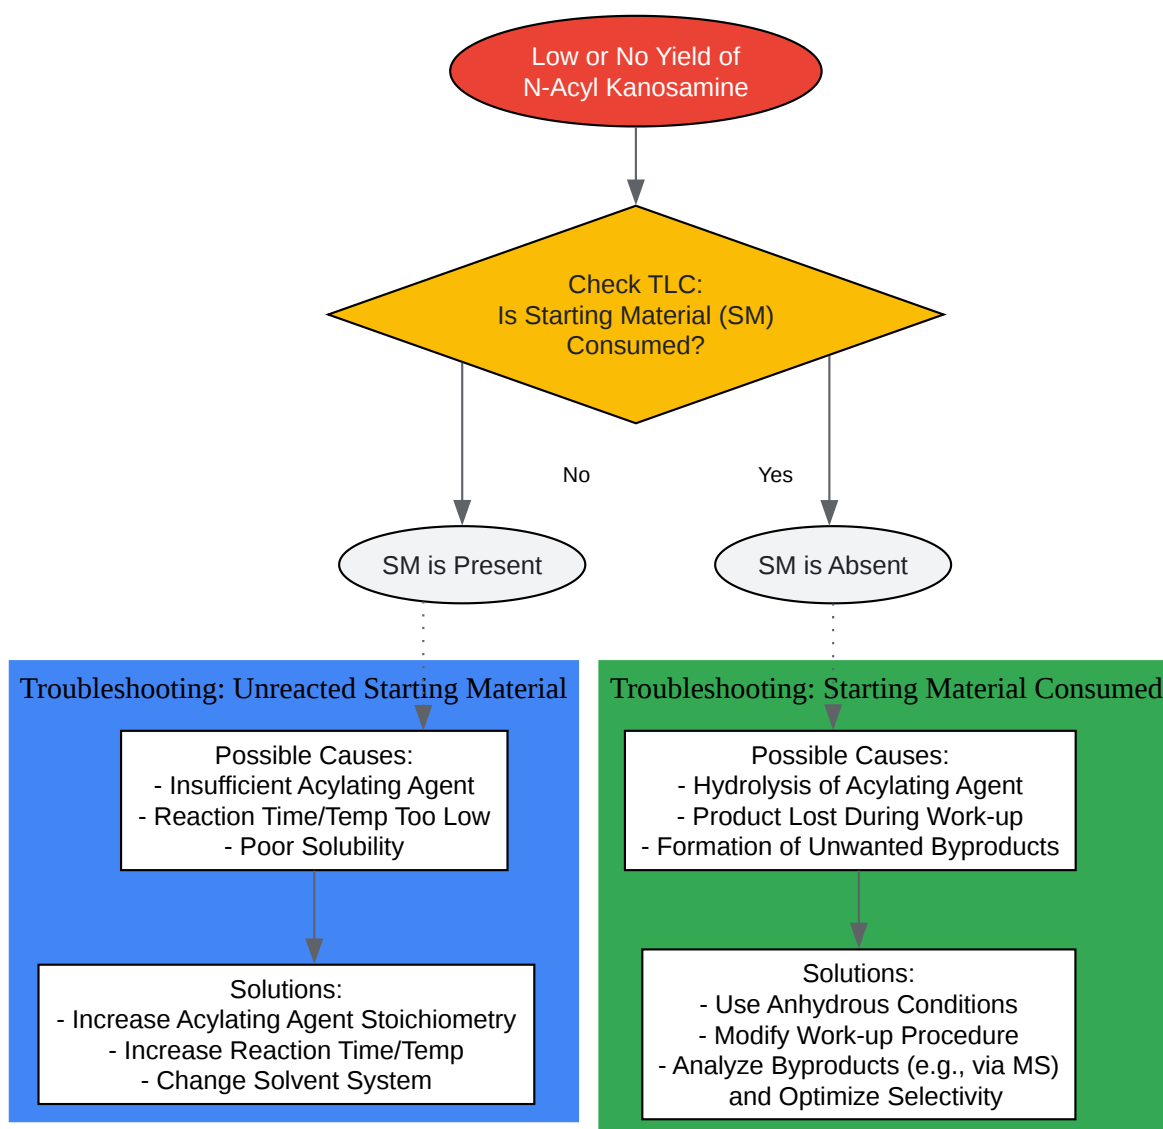 Low or No Yield of
N-Acyl Kanosamine
Check TLC:
Is Starting Material (SM)
Consumed?
No
Yes
SM is Present
SM is Absent
Troubleshooting: Unreacted Starting Material
Possible Causes:
- Insufficient Acylating Agent
- Reaction Time/Temp Too Low
- Poor Solubility
Solutions:
- Increase Acylating Agent Stoichiometry
- Increase Reaction Time/Temp
- Change Solvent System
Troubleshooting: Starting Material Consumed
Possible Causes:
- Hydrolysis of Acylating Agent
- Product Lost During Work-up
- Formation of Unwanted Byproducts
Solutions:
- Use Anhydrous Conditions
- Modify Work-up Procedure
- Analyze Byproducts (e.g., via MS)
and Optimize Selectivity